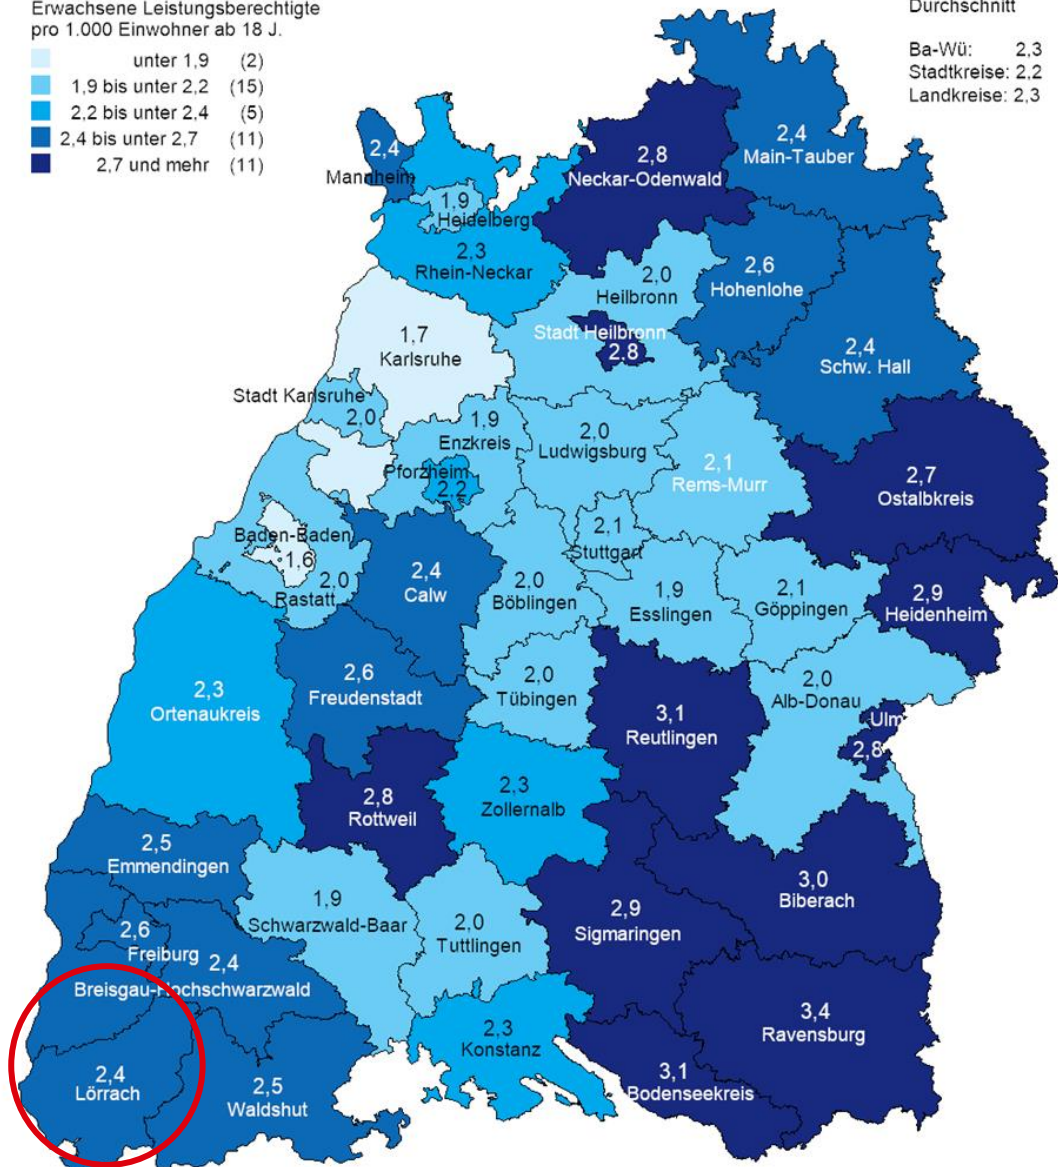 Erwachsene Leistungsberechtigte
pro 1.000 Einwohner ab 18 J.
unter 1,9 (2)
1,9 bis unter 2,2 (15)
2,2 bis unter 2,4 (5)
2,4 bis unter 2,7 (11)
2,7 und mehr (11)
Durchschnitt
Ba-Wü: 2,3
Stadtkreise: 2,2
Landkreise: 2,3
2,4
Mannheim
1,9
Heidelberg
2,3
Rhein-Neckar
2,8
Neckar-Odenwald
2,4
Main-Tauber
2,0
Heilbronn
2,6
Hohenlohe
Stadt Heilbronn
2,8
1,7
Karlsruhe
2,4
Schw. Hall
Stadt Karlsruhe
2,0
1,9
Enzkreis
2,0
Ludwigsburg
2,1
Rems-Murr
Pforzheim
2,2
2,7
Ostalbkreis
Baden-Baden
1,6
2,0
Rastatt
2,4
Calw
2,0
Böblingen
2,1
Stuttgart
1,9
Esslingen
2,1
Göppingen
2,9
Heidenheim
2,3
Ortenaukreis
2,6
Freudenstadt
2,0
Tübingen
3,1
Reutlingen
2,0
Alb-Donau
Ulm
2,8
2,8
Rottweil
2,3
Zollernalb
2,5
Emmendingen
1,9
Schwarzwald-Baar
2,0
Tuttlingen
2,9
Sigmaringen
3,0
Biberach
2,6
Freiburg
2,4
Breisgau-Hochschwarzwald
2,3
Konstanz
3,4
Ravensburg
2,4
Lörrach
2,5
Waldshut
3,1
Bodenseekreis